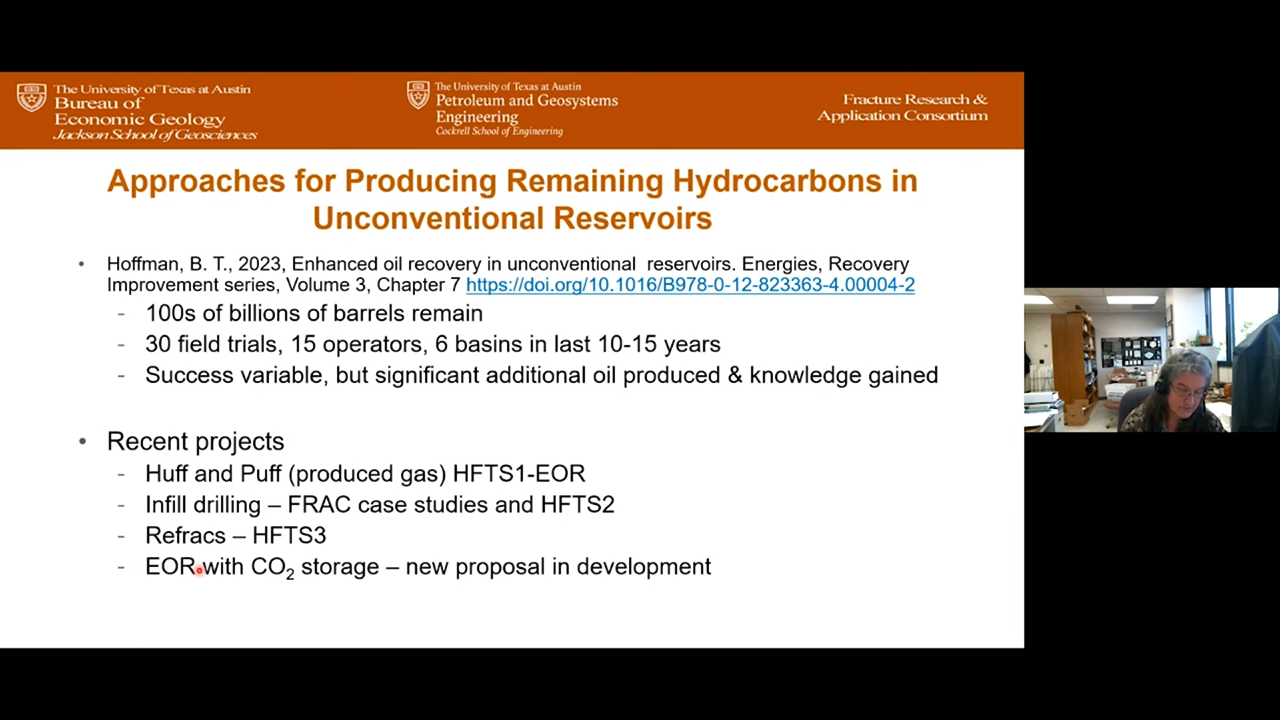 The University of Texas at Austin
Bureau of
Economic Geology
Jackson School of Geosciences
The University of Texas at Austin
Petroleum and Geosystems
Engineering
Cockrell School of Engineering
Fracture Research &
Application Consortium
Approaches for Producing Remaining Hydrocarbons in
Unconventional Reservoirs
• Hoffman, B. T., 2023, Enhanced oil recovery in unconventional reservoirs. Energies, Recovery
Improvement series, Volume 3, Chapter 7 https://doi.org/10.1016/B978-0-12-823363-4.00004-2
- 100s of billions of barrels remain
- 30 field trials, 15 operators, 6 basins in last 10-15 years
- Success variable, but significant additional oil produced & knowledge gained
• Recent projects
- Huff and Puff (produced gas) HFTS1-EOR
- Infill drilling – FRAC case studies and HFTS2
- Refracs – HFTS3
- EOR with CO₂ storage – new proposal in development